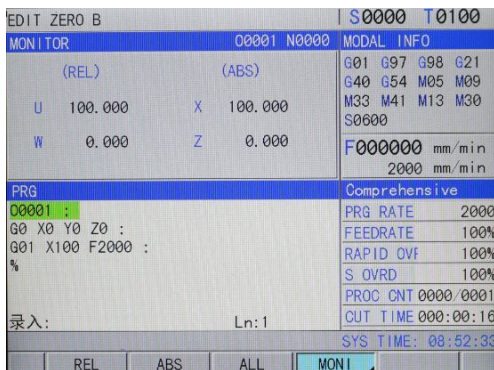 EDIT ZERO B
S0000 T0100
MONITOR O0001 N0000
(REL) (ABS)
U 100.000 X 100.000
W 0.000 Z 0.000
MODAL INFO
G01 G97 G98 G21
G40 G54 M05 M09
M33 M41 M13 M30
S0600
F000000 mm/min
2000 mm/min
PRG
O0001 :
G0 X0 Y0 Z0 :
G01 X100 F2000 :
%
录入: Ln:1
Comprehensive
PRG RATE 2000
FEEDRATE 100%
RAPID OVR 100%
S OVRD 100%
PROC CNT 0000/0001
CUT TIME 000:00:16
SYS TIME: 08:52:33
REL ABS ALL MONI